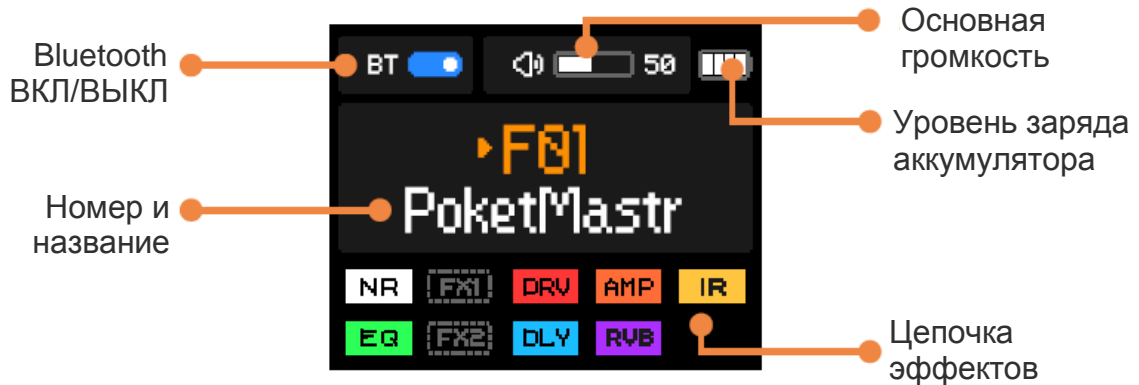 Bluetooth
ВКЛ/ВЫКЛ
Основная
громкость
BT 50
Уровень заряда
аккумулятора
F01
PoketMastr
Номер и
название
NR FX1 DRV AMP IR
EQ FX2 DLY RVB
Цепочка
эффектов